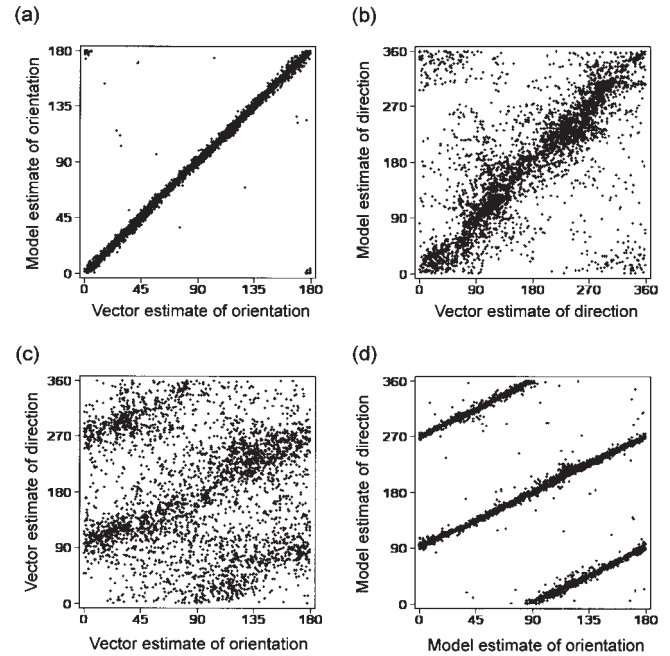 (a)
Model estimate of orientation
180
135
90
45
0
0 45 90 135 180
Vector estimate of orientation
(b)
Model estimate of direction
360
270
180
90
0
0 90 180 270 360
Vector estimate of direction
(c)
Vector estimate of direction
360
270
180
90
0
0 45 90 135 180
Vector estimate of orientation
(d)
Model estimate of direction
360
270
180
90
0
0 45 90 135 180
Model estimate of orientation